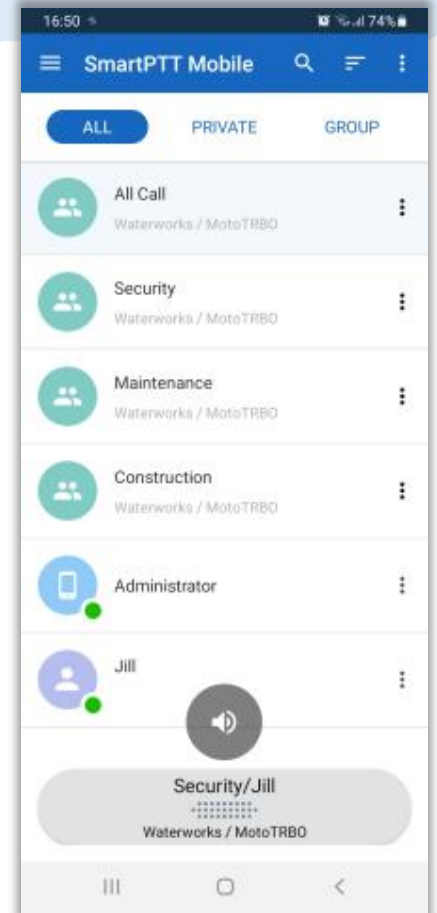 16:50 74%
SmartPTT Mobile
ALL PRIVATE GROUP
All Call
Waterworks / MotoTRBO
Security
Waterworks / MotoTRBO
Maintenance
Waterworks / MotoTRBO
Construction
Waterworks / MotoTRBO
Administrator
Jill
Security/Jill
Waterworks / MotoTRBO